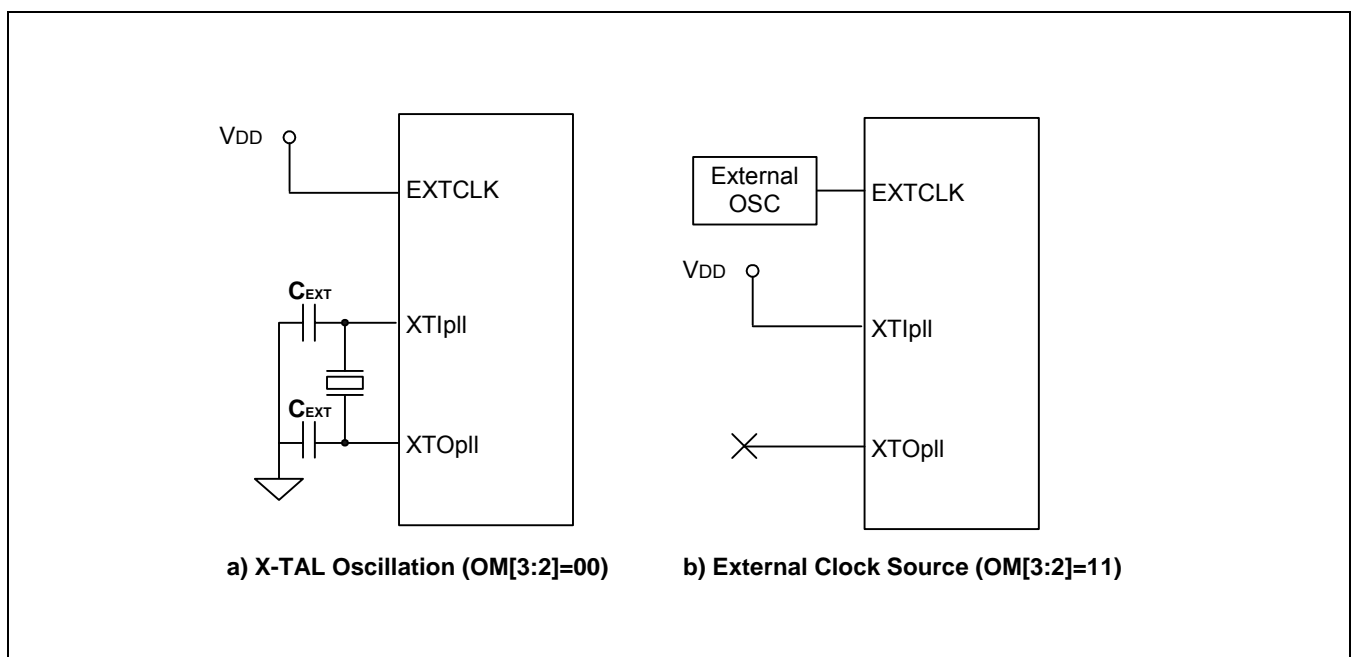 VDD
EXTCLK
CEXT
XTIpll
CEXT
XTOpll
a) X-TAL Oscillation (OM[3:2]=00)
External
OSC
EXTCLK
VDD
XTIpll
XTOpll
b) External Clock Source (OM[3:2]=11)